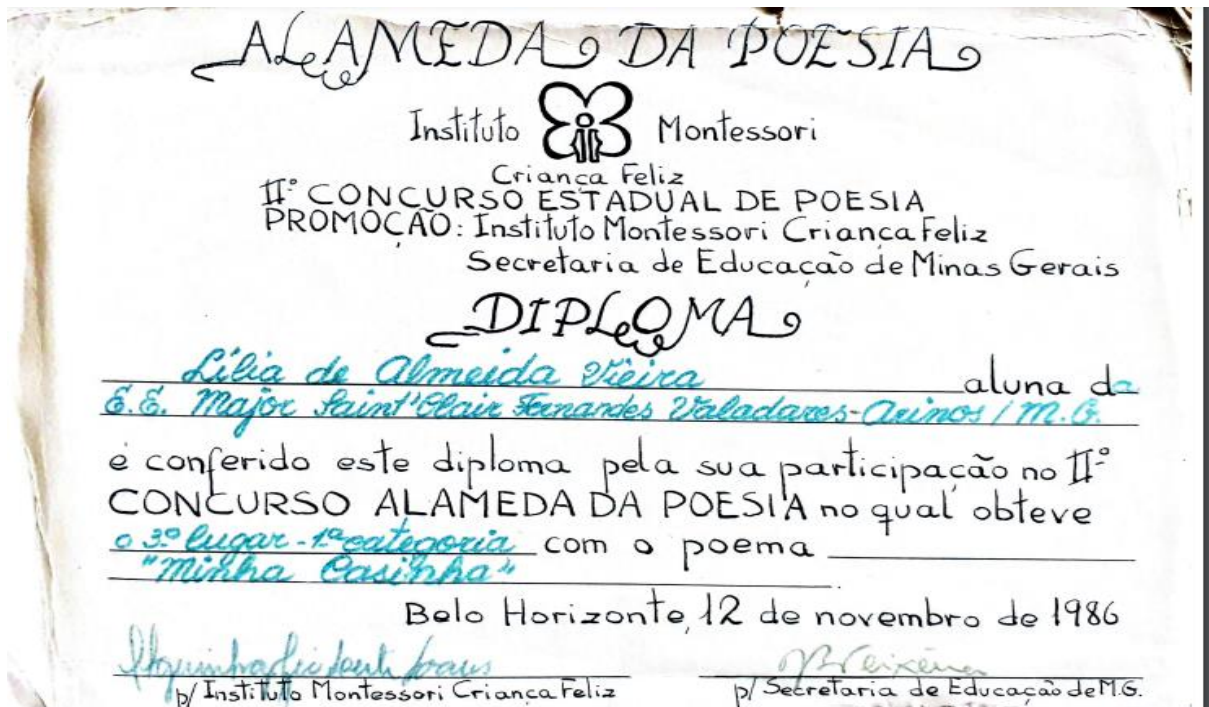 ALAMEDA DA POESIA
Instituto Montessori
Criança Feliz
IIº CONCURSO ESTADUAL DE POESIA
PROMOÇÃO: Instituto Montessori Criança Feliz
Secretaria de Educação de Minas Gerais
DIPLOMA
Lília de Almeida Vieira aluna da
E.E. Major Saint'Clair Fernandes Valadares-Arinos / M.G.
é conferido este diploma pela sua participação no IIº
CONCURSO ALAMEDA DA POESIA no qual obteve
o 3º lugar - 1ª categoria com o poema
"Minha Casinha".
Belo Horizonte, 12 de novembro de 1986
p/ Instituto Montessori Criança Feliz p/ Secretaria de Educação de M.G.